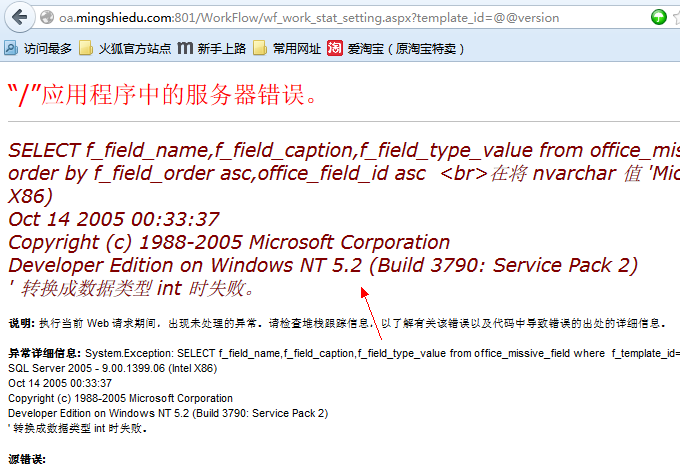 oa.mingshiedu.com:801/WorkFlow/wf_work_stat_setting.aspx?template_id=@@version
访问最多 火狐官方站点 m 新手上路 常用网址 淘 爱淘宝（原淘宝特卖）
“/”应用程序中的服务器错误。
SELECT f_field_name,f_field_caption,f_field_type_value from office_mis
order by f_field_order asc,office_field_id asc <br>在将 nvarchar 值 'Mic
X86)
Oct 14 2005 00:33:37
Copyright (c) 1988-2005 Microsoft Corporation
Developer Edition on Windows NT 5.2 (Build 3790: Service Pack 2)
' 转换成数据类型 int 时失败。
说明: 执行当前 Web 请求期间，出现未处理的异常。请检查堆栈跟踪信息，以了解有关该错误以及代码中导致错误的出处的详细信息。
异常详细信息: System.Exception: SELECT f_field_name,f_field_caption,f_field_type_value from office_missive_field where f_template_id=
SQL Server 2005 - 9.00.1399.06 (Intel X86)
Oct 14 2005 00:33:37
Copyright (c) 1988-2005 Microsoft Corporation
Developer Edition on Windows NT 5.2 (Build 3790: Service Pack 2)
' 转换成数据类型 int 时失败。
源错误: